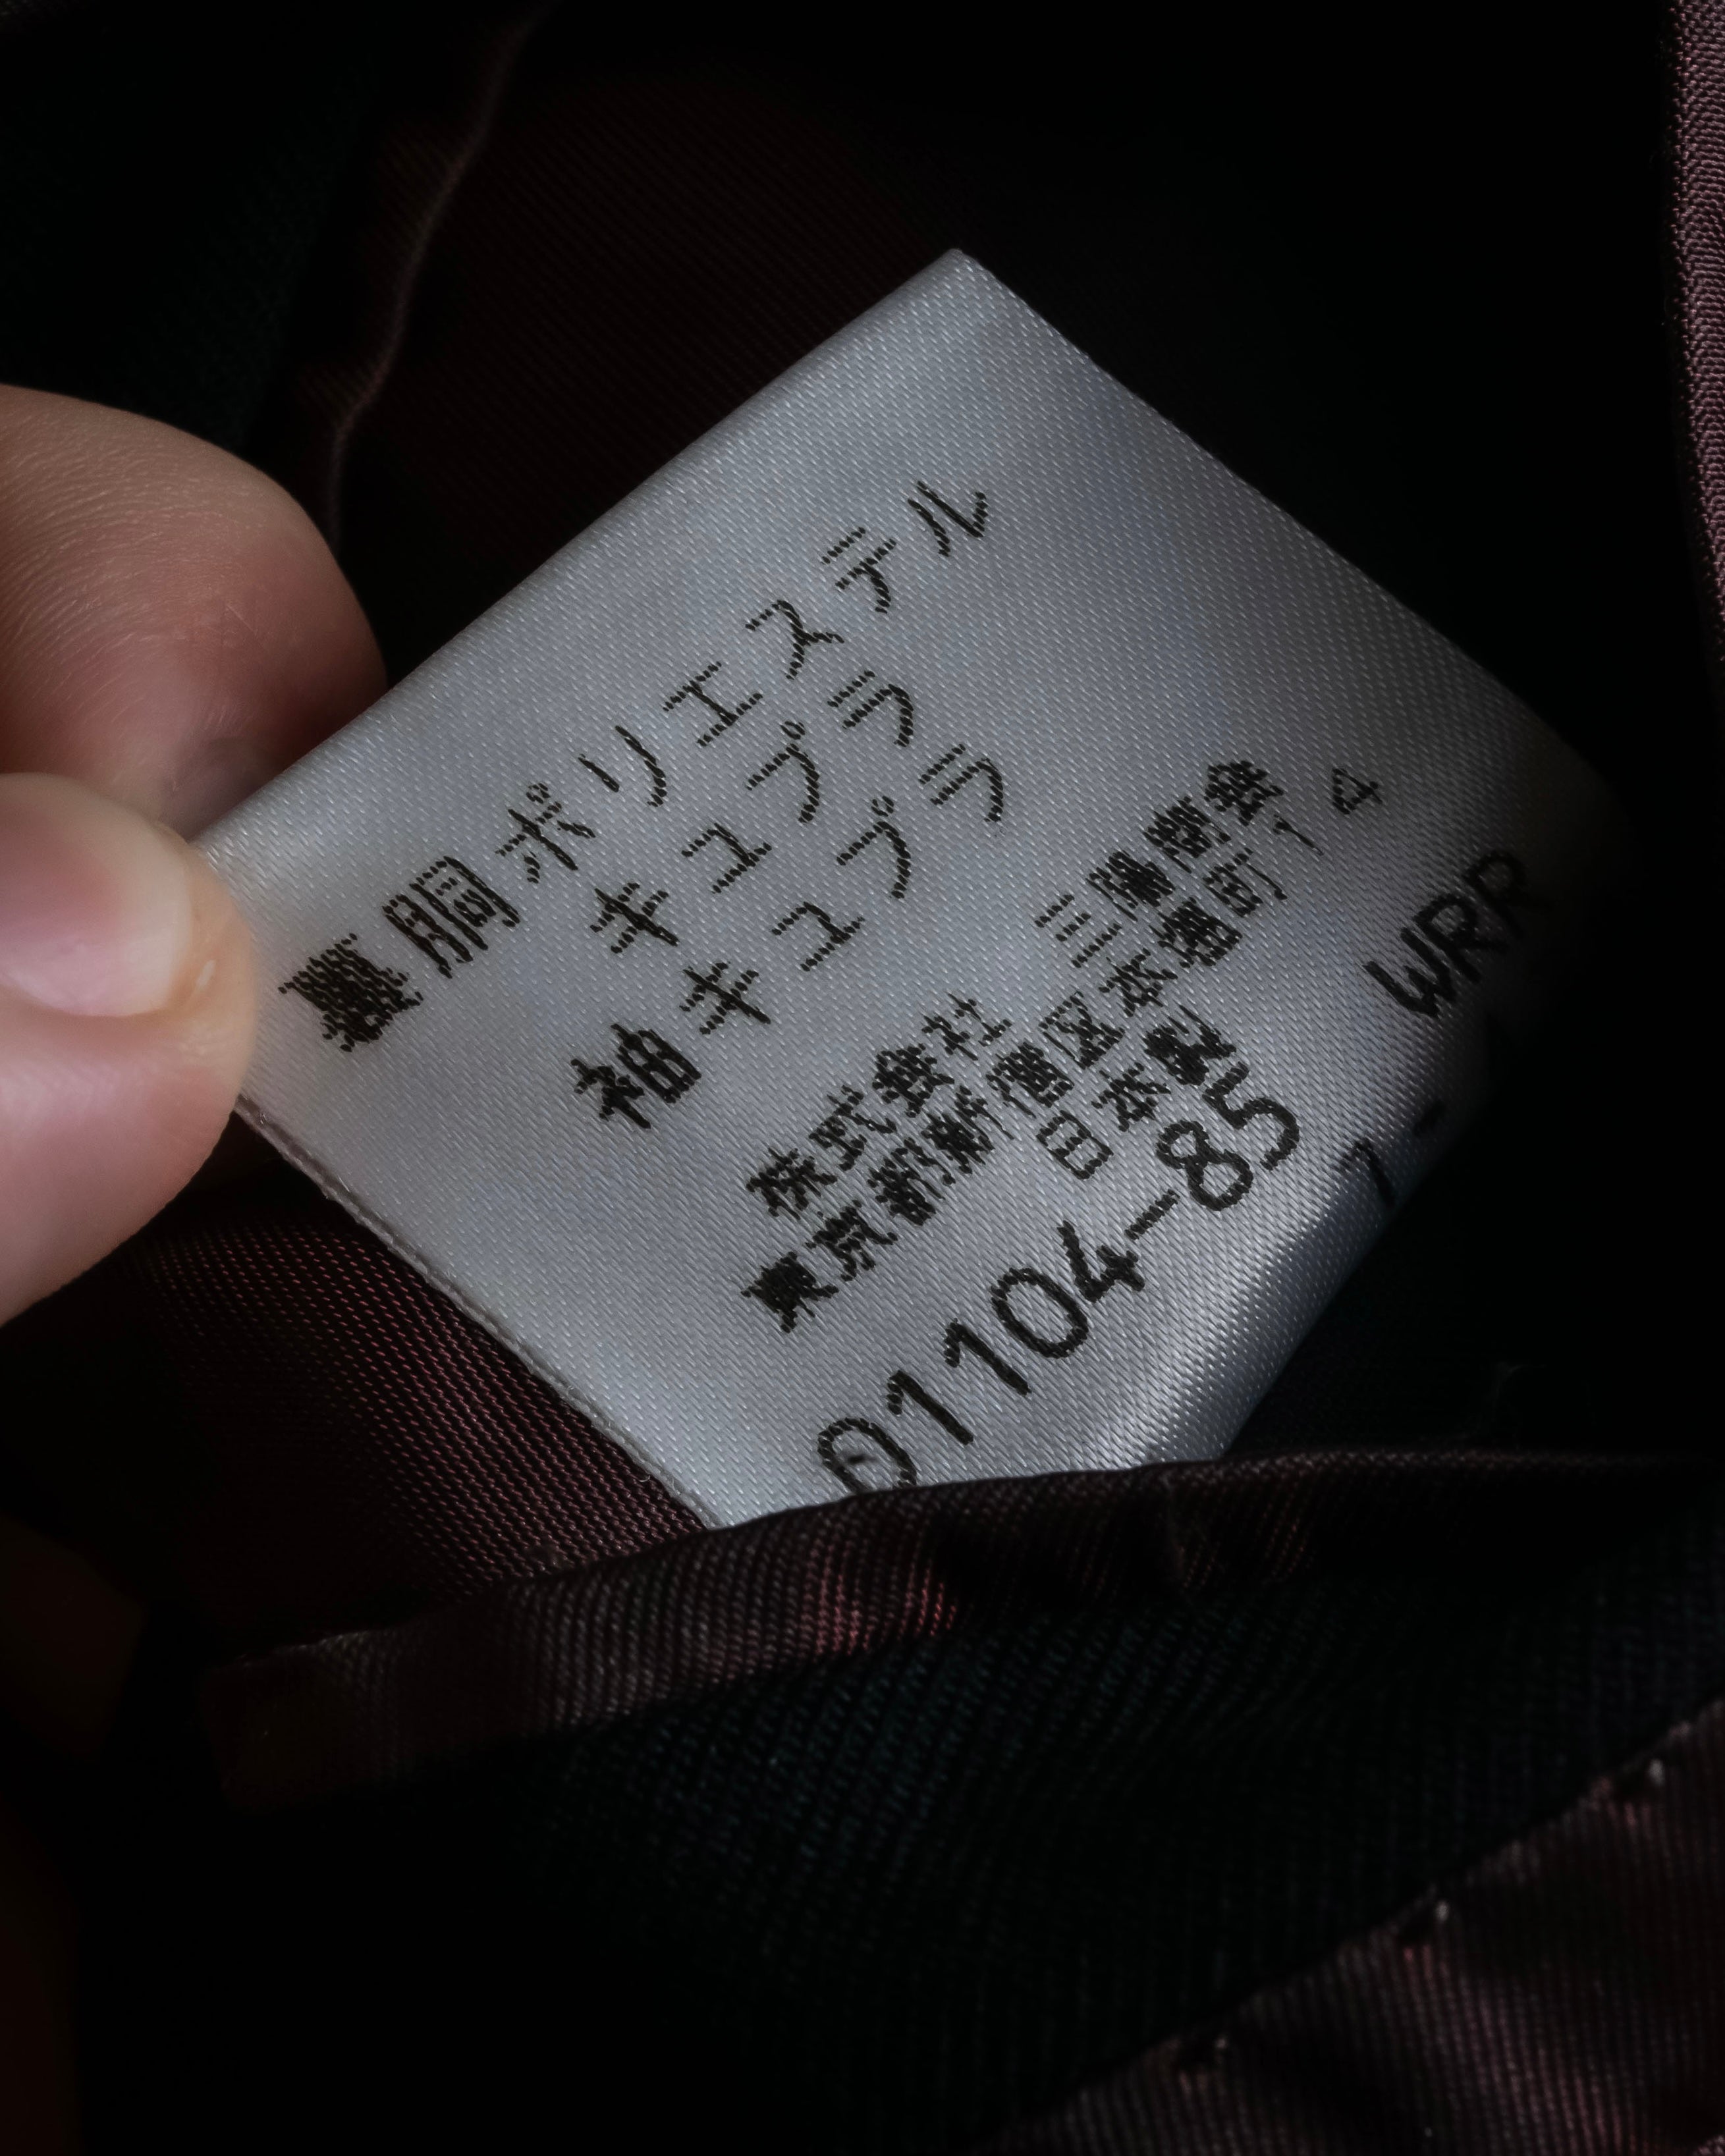 裏胴ポリエステル
キュプラ
袖キュプラ
株式会社 三陽商会
東京都新宿区本塩町14
日本製
WRR
01104-85